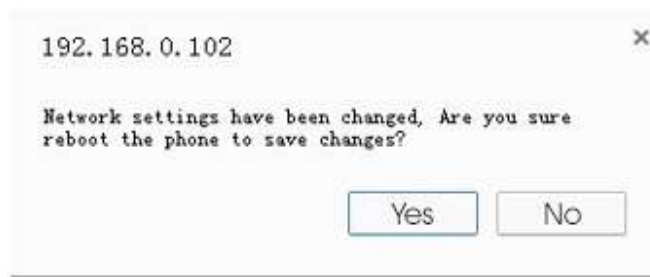 192.168.0.102
×
Network settings have been changed, Are you sure
reboot the phone to save changes?
Yes
No